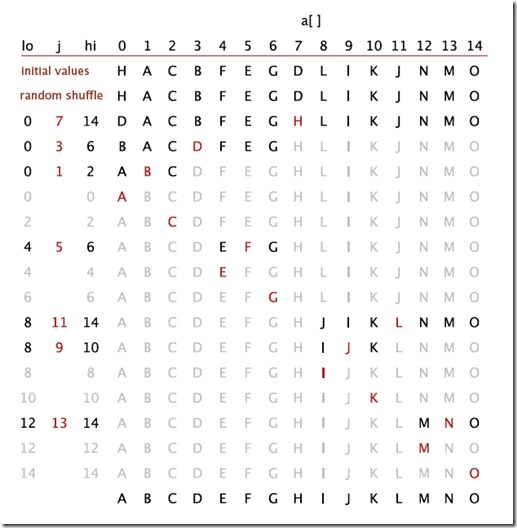 a[ ]
lo j hi 0 1 2 3 4 5 6 7 8 9 10 11 12 13 14
initial values H A C B F E G D L I K J N M O
random shuffle H A C B F E G D L I K J N M O
0 7 14 D A C B F E G H L I K J N M O
0 3 6 B A C D F E G H L I K J N M O
0 1 2 A B C D F E G H L I K J N M O
0 0 A B C D F E G H L I K J N M O
2 2 A B C D F E G H L I K J N M O
4 5 6 A B C D E F G H L I K J N M O
4 4 A B C D E F G H L I K J N M O
6 6 A B C D E F G H L I K J N M O
8 11 14 A B C D E F G H J I K L N M O
8 9 10 A B C D E F G H I J K L N M O
8 8 A B C D E F G H I J K L N M O
10 10 A B C D E F G H I J K L N M O
12 13 14 A B C D E F G H I J K L M N O
12 12 A B C D E F G H I J K L M N O
14 14 A B C D E F G H I J K L M N O
A B C D E F G H I J K L M N O